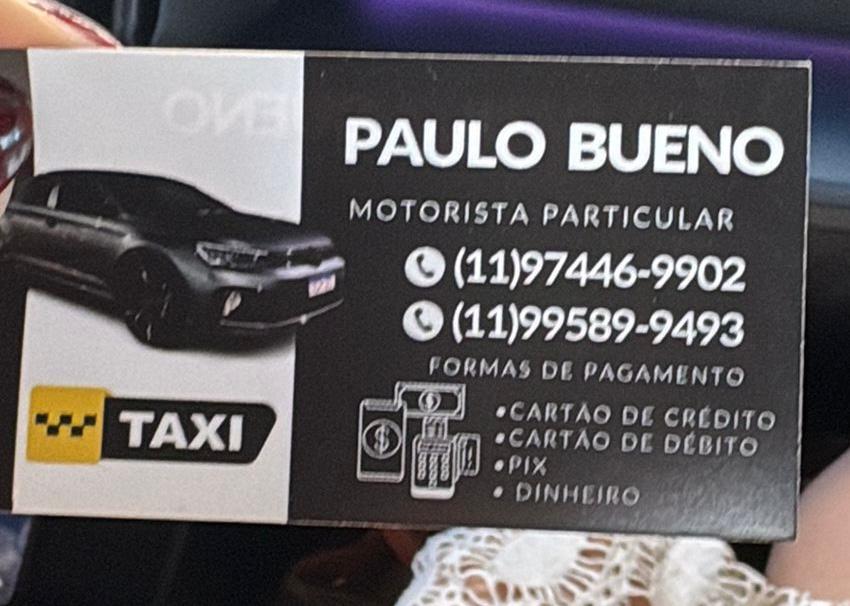 PAULO BUENO
MOTORISTA PARTICULAR
(11)97446-9902
(11)99589-9493
FORMAS DE PAGAMENTO
•CARTÃO DE CRÉDITO
•CARTÃO DE DÉBITO
•PIX
• DINHEIRO
TAXI